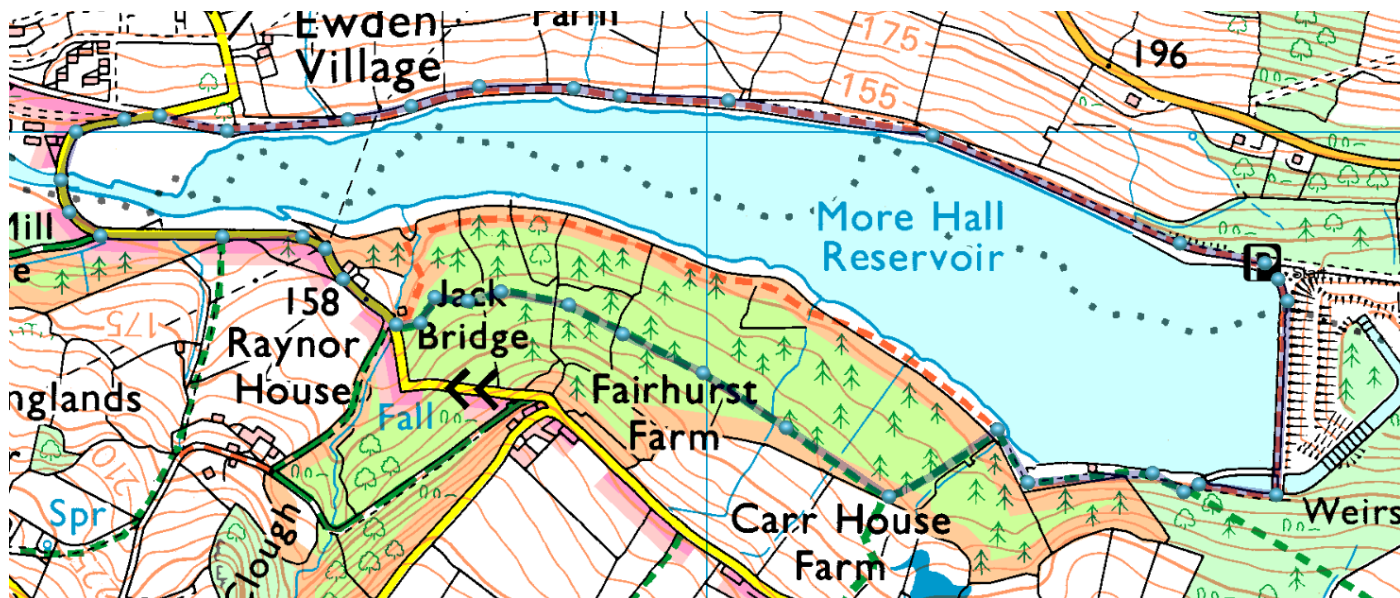 Ewden
Village
Farm
175
155
196
More Hall
Reservoir
Start
Mill
e
158
175
Jack
Bridge
Raynor
House
nglands
r
Fall
Fairhurst
Farm
210
Spr
Clough
Carr House
Farm
Weirs